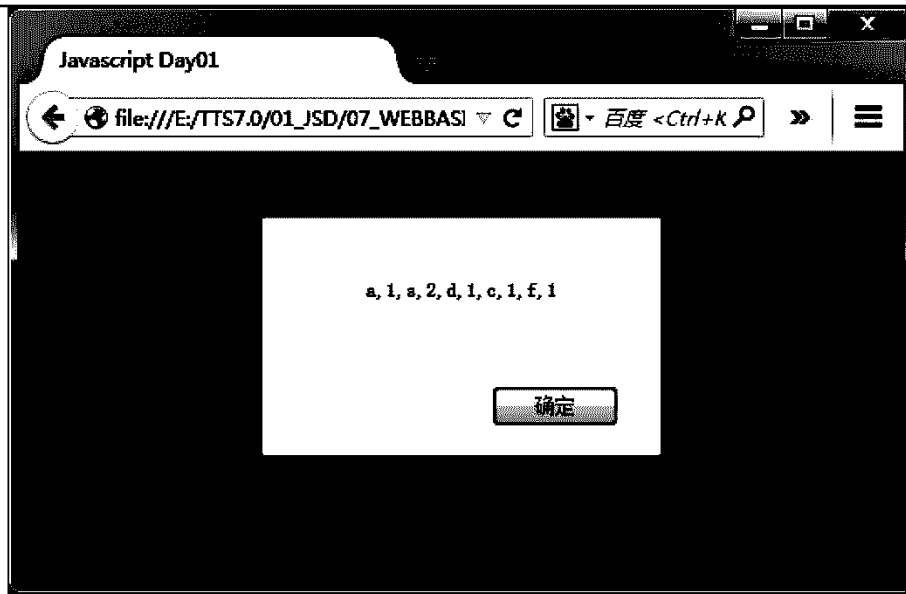 Javascript Day01
file:///E:/TTS7.0/01_JSD/07_WEBBASI
百度 <Ctrl+K
a, 1, s, 2, d, 1, c, 1, f, 1
确定